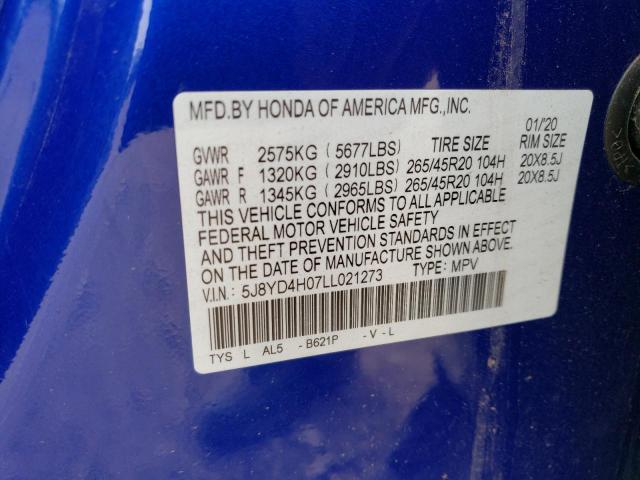 MFD.BY HONDA OF AMERICA MFG.,INC. 01/'20
TIRE SIZE RIM SIZE
GVWR 2575KG (5677LBS)
GAWR F 1320KG (2910LBS) 265/45R20 104H 20X8.5J
GAWR R 1345KG (2965LBS) 265/45R20 104H 20X8.5J
THIS VEHICLE CONFORMS TO ALL APPLICABLE
FEDERAL MOTOR VEHICLE SAFETY
AND THEFT PREVENTION STANDARDS IN EFFECT
ON THE DATE OF MANUFACTURE SHOWN ABOVE.
V.I.N.: 5J8YD4H07LL021273 TYPE: MPV
TYS L AL5 - B621P - V - L